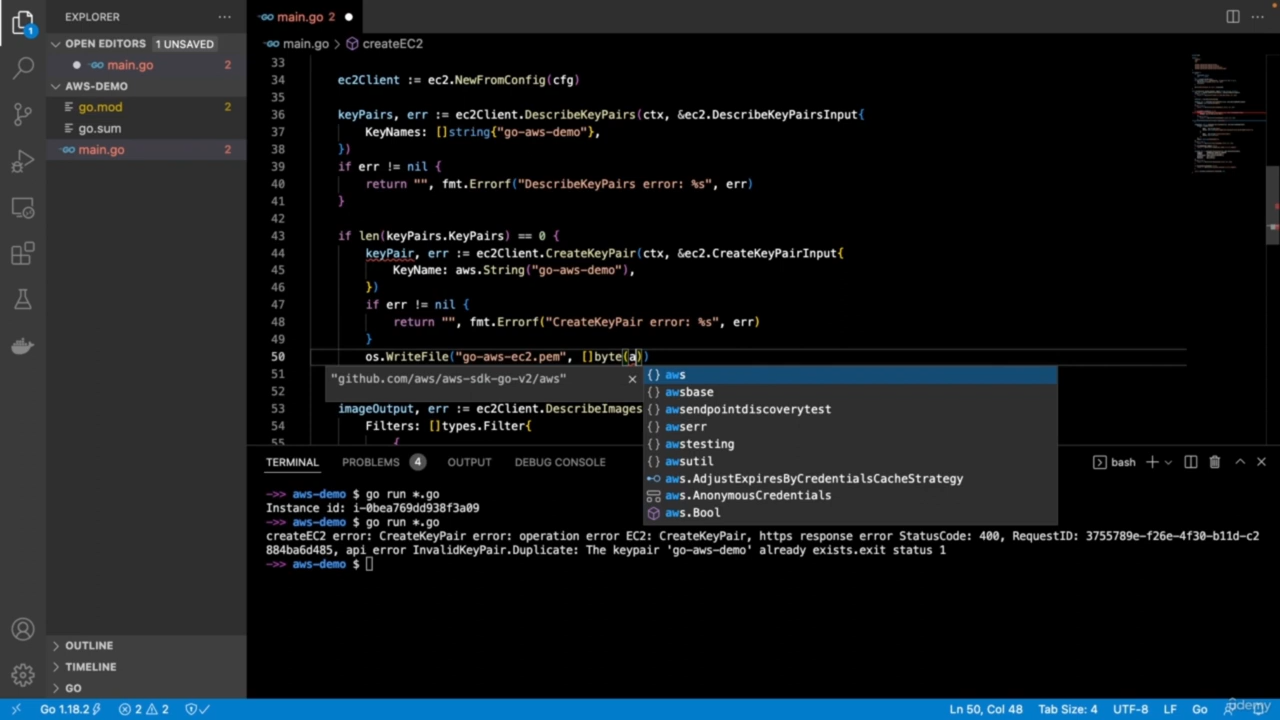 EXPLORER
OPEN EDITORS 1 UNSAVED
main.go 2
AWS-DEMO
go.mod 2
go.sum
main.go 2
OUTLINE
TIMELINE
GO
main.go 2
main.go > createEC2
33
34 ec2Client := ec2.NewFromConfig(cfg)
35
36 keyPairs, err := ec2Client.DescribeKeyPairs(ctx, &ec2.DescribeKeyPairsInput{
37 KeyNames: []string{"go-aws-demo"},
38 })
39 if err != nil {
40 return "", fmt.Errorf("DescribeKeyPairs error: %s", err)
41 }
42
43 if len(keyPairs.KeyPairs) == 0 {
44 keyPair, err := ec2Client.CreateKeyPair(ctx, &ec2.CreateKeyPairInput{
45 KeyName: aws.String("go-aws-demo"),
46 })
47 if err != nil {
48 return "", fmt.Errorf("CreateKeyPair error: %s", err)
49 }
50 os.WriteFile("go-aws-ec2.pem", []byte(a))
51
52
53 imageOutput, err := ec2Client.DescribeImages
54 Filters: []types.Filter{
55 {
"github.com/aws/aws-sdk-go-v2/aws"
aws
awsbase
awsendpointdiscoverytest
awserr
awstesting
awsutil
aws.AdjustExpiresByCredentialsCacheStrategy
aws.AnonymousCredentials
aws.Bool
TERMINAL PROBLEMS 4 OUTPUT DEBUG CONSOLE bash
->> aws-demo $ go run *.go
Instance id: i-0bea769dd938f3a09
->> aws-demo $ go run *.go
createEC2 error: CreateKeyPair error: operation error EC2: CreateKeyPair, https response error StatusCode: 400, RequestID: 3755789e-f26e-4f30-b11d-c2
884ba6d485, api error InvalidKeyPair.Duplicate: The keypair 'go-aws-demo' already exists.exit status 1
->> aws-demo $
Go 1.18.2 2 2 Ln 50, Col 48 Tab Size: 4 UTF-8 LF Go
udemy